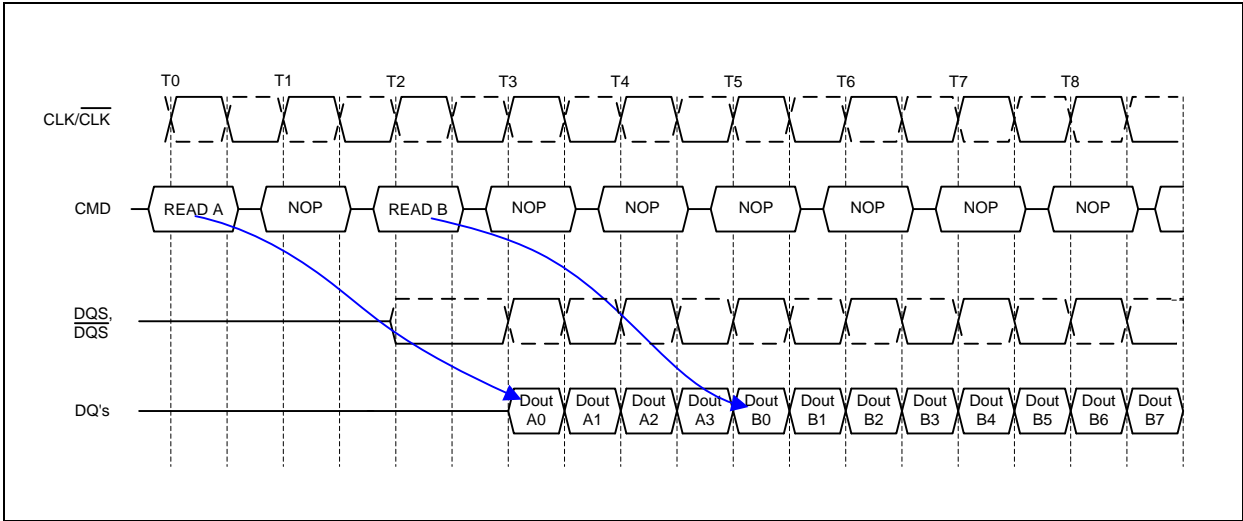 T0 T1 T2 T3 T4 T5 T6 T7 T8
CLK/CLK
CMD READ A NOP READ B NOP NOP NOP NOP NOP NOP
DQS,
DQS
DQ's
Dout Dout Dout Dout Dout Dout Dout Dout Dout Dout Dout Dout
A0 A1 A2 A3 B0 B1 B2 B3 B4 B5 B6 B7